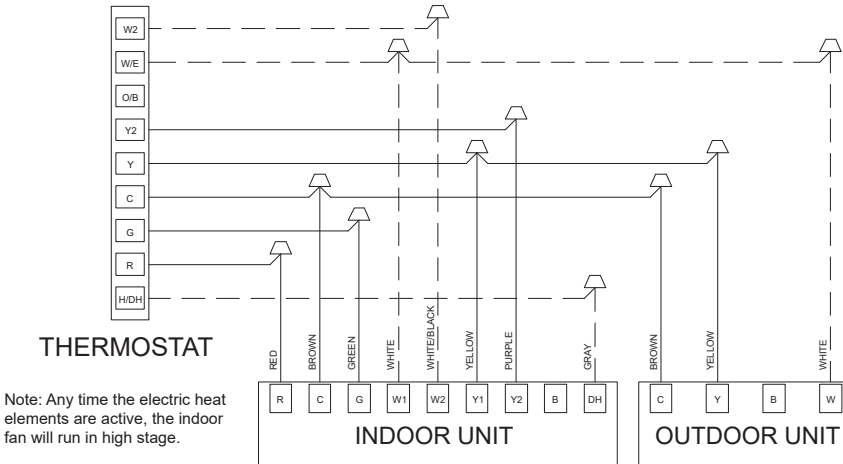 W2
W/E
O/B
Y2
Y
C
G
R
H/DH
THERMOSTAT
Note: Any time the electric heat
elements are active, the indoor
fan will run in high stage.
RED
BROWN
GREEN
WHITE
WHITE/BLACK
YELLOW
PURPLE
GRAY
BROWN
YELLOW
WHITE
R C G W1 W2 Y1 Y2 B DH
INDOOR UNIT
C Y B W
OUTDOOR UNIT